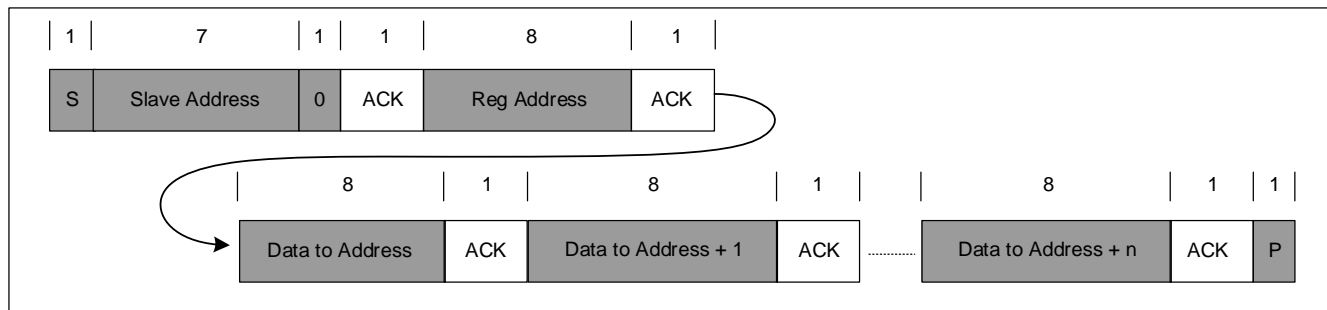 1 7 1 1 8 1
S Slave Address 0 ACK Reg Address ACK
8 1 8 1 8 1 1
Data to Address ACK Data to Address + 1 ACK Data to Address + n ACK P